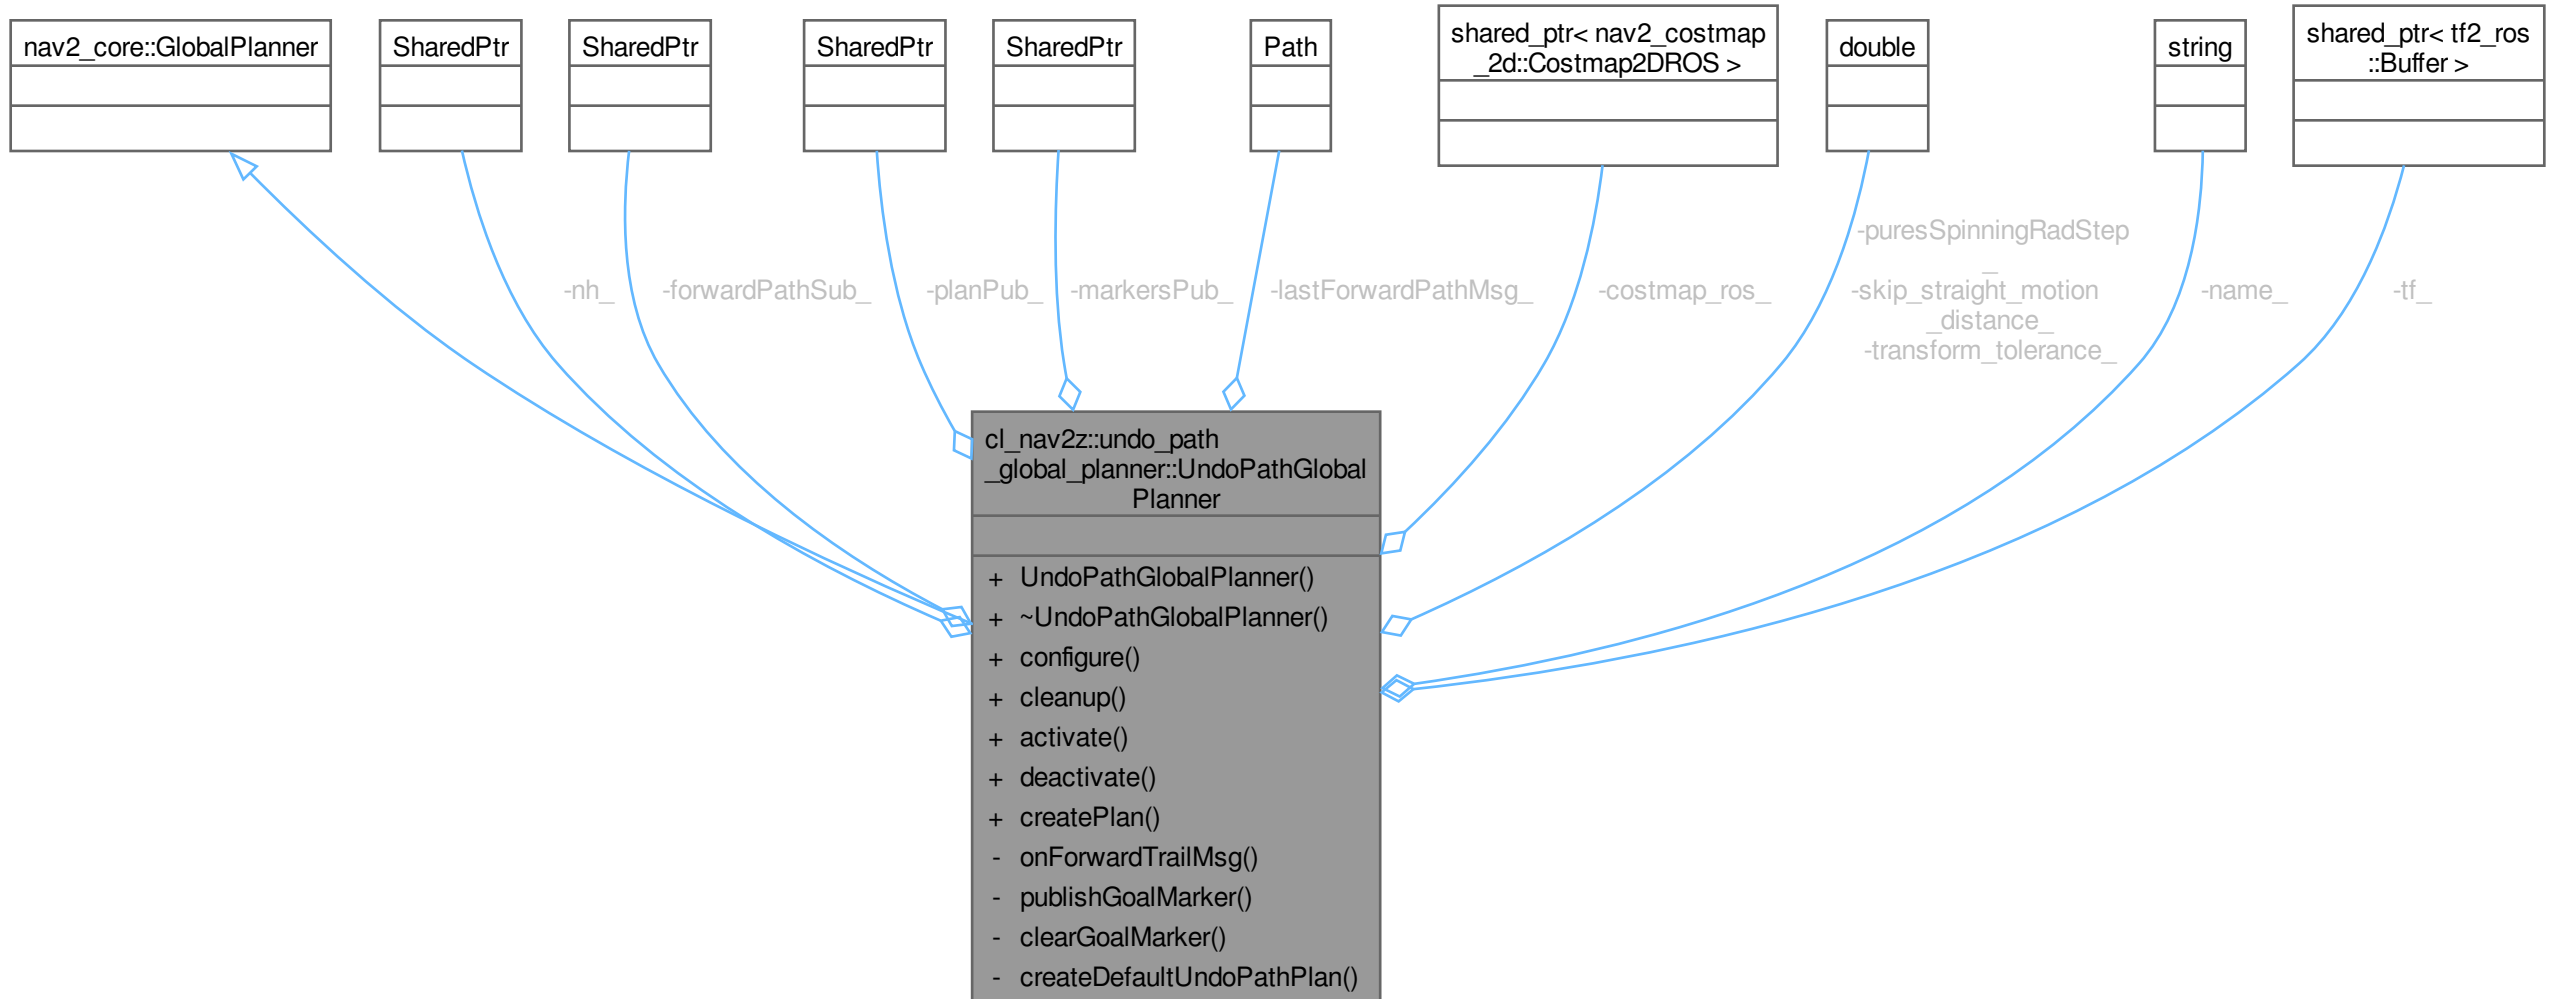 nav2_core::GlobalPlanner
SharedPtr
SharedPtr
SharedPtr
SharedPtr
Path
shared_ptr< nav2_costmap
_2d::Costmap2DROS >
double
string
shared_ptr< tf2_ros
::Buffer >
-nh_
-forwardPathSub_
-planPub_
-markersPub_
-lastForwardPathMsg_
-costmap_ros_
-puresSpinningRadStep
_
-skip_straight_motion
_distance_
-transform_tolerance_
-name_
-tf_
cl_nav2z::undo_path
_global_planner::UndoPathGlobal
Planner
+ UndoPathGlobalPlanner()
+ ~UndoPathGlobalPlanner()
+ configure()
+ cleanup()
+ activate()
+ deactivate()
+ createPlan()
- onForwardTrailMsg()
- publishGoalMarker()
- clearGoalMarker()
- createDefaultUndoPathPlan()